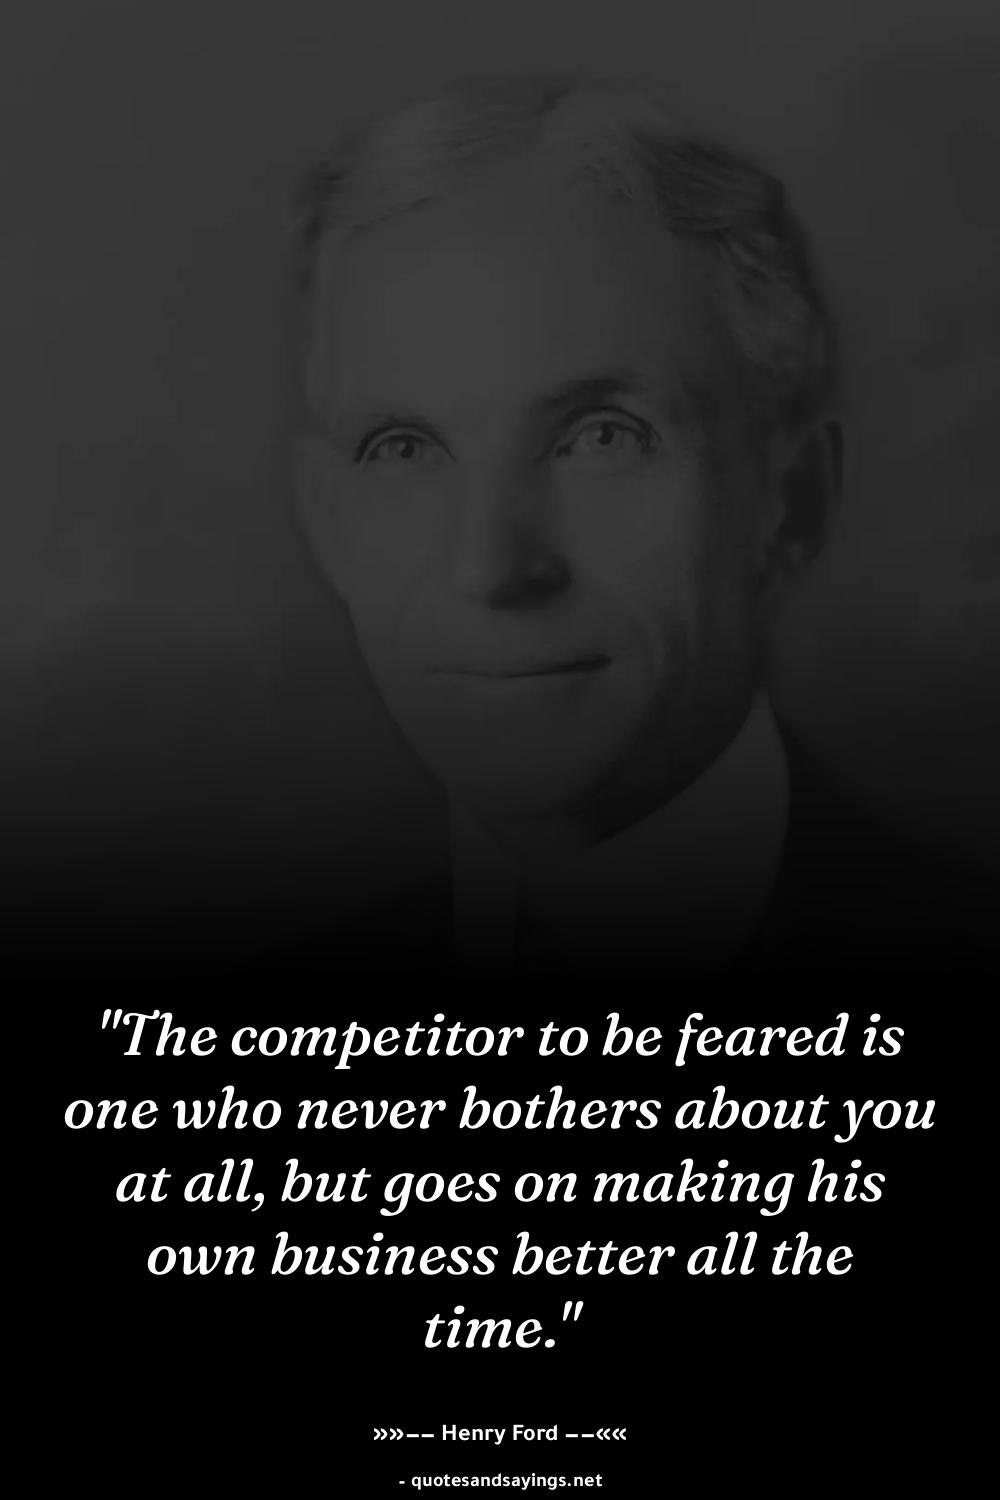 "The competitor to be feared is
one who never bothers about you
at all, but goes on making his
own business better all the
time."
»»-- Henry Ford --««
- quotesandsayings.net